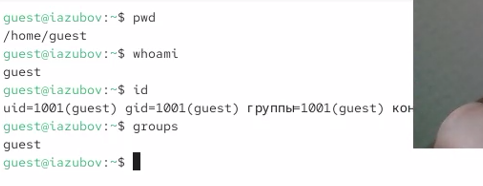 guest@iazubov:~$ pwd
/home/guest
guest@iazubov:~$ whoami
guest
guest@iazubov:~$ id
uid=1001(guest) gid=1001(guest) группы=1001(guest) кон
guest@iazubov:~$ groups
guest
guest@iazubov:~$